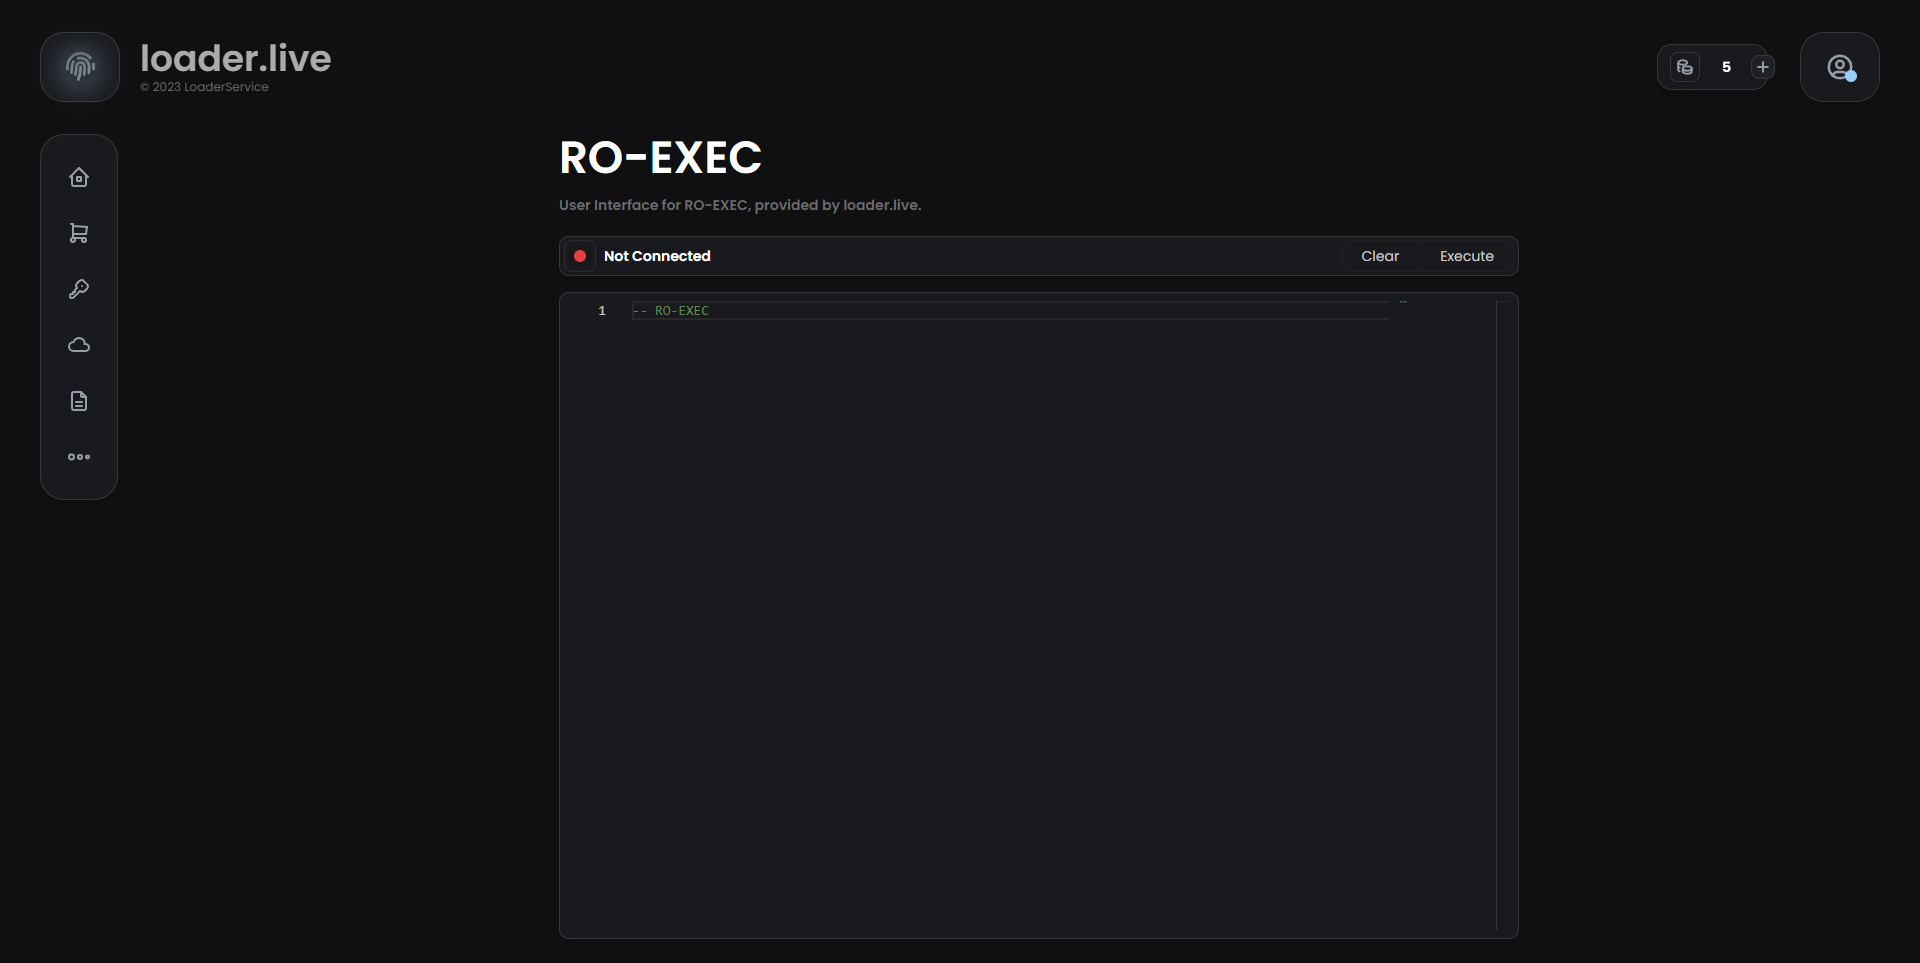 loader.live
© 2023 LoaderService
5
RO-EXEC
User Interface for RO-EXEC, provided by loader.live.
Not Connected
Clear
Execute
1
-- RO-EXEC